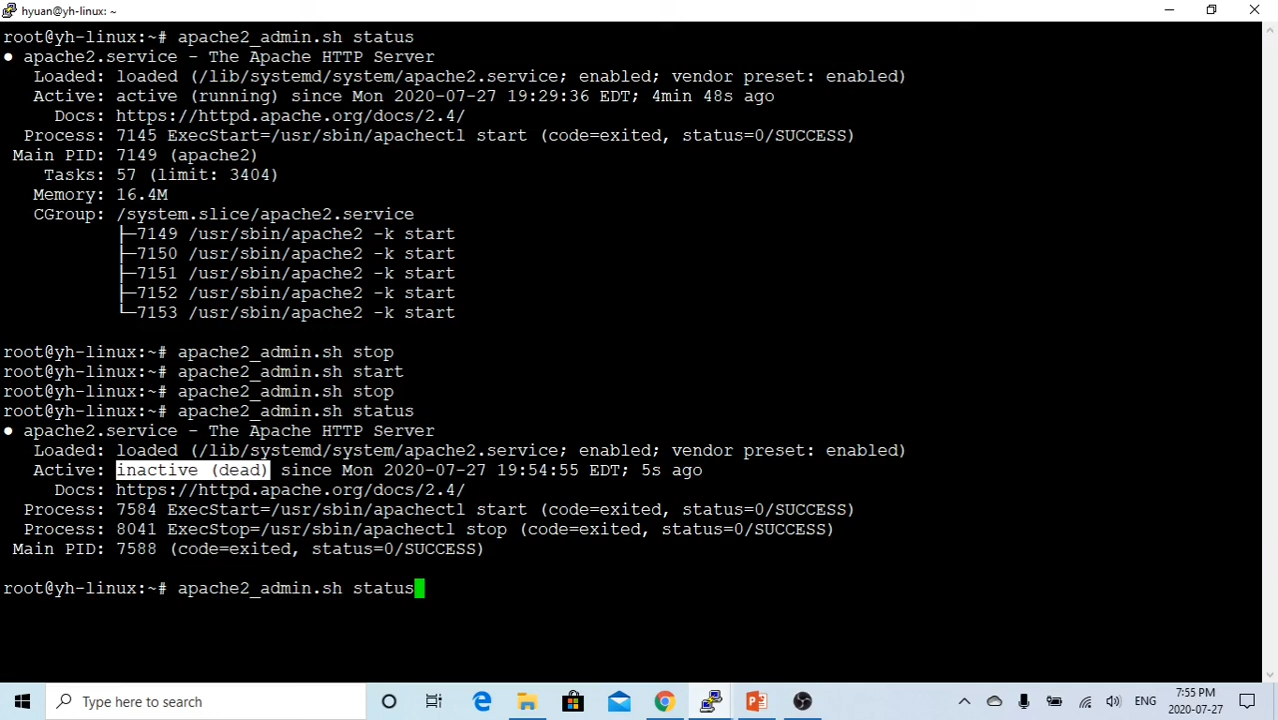 hyuan@yh-linux: ~
root@yh-linux:~# apache2_admin.sh status
● apache2.service - The Apache HTTP Server
Loaded: loaded (/lib/systemd/system/apache2.service; enabled; vendor preset: enabled)
Active: active (running) since Mon 2020-07-27 19:29:36 EDT; 4min 48s ago
Docs: https://httpd.apache.org/docs/2.4/
Process: 7145 ExecStart=/usr/sbin/apachectl start (code=exited, status=0/SUCCESS)
Main PID: 7149 (apache2)
Tasks: 57 (limit: 3404)
Memory: 16.4M
CGroup: /system.slice/apache2.service
├─7149 /usr/sbin/apache2 -k start
├─7150 /usr/sbin/apache2 -k start
├─7151 /usr/sbin/apache2 -k start
├─7152 /usr/sbin/apache2 -k start
└─7153 /usr/sbin/apache2 -k start
root@yh-linux:~# apache2_admin.sh stop
root@yh-linux:~# apache2_admin.sh start
root@yh-linux:~# apache2_admin.sh stop
root@yh-linux:~# apache2_admin.sh status
● apache2.service - The Apache HTTP Server
Loaded: loaded (/lib/systemd/system/apache2.service; enabled; vendor preset: enabled)
Active: inactive (dead) since Mon 2020-07-27 19:54:55 EDT; 5s ago
Docs: https://httpd.apache.org/docs/2.4/
Process: 7584 ExecStart=/usr/sbin/apachectl start (code=exited, status=0/SUCCESS)
Process: 8041 ExecStop=/usr/sbin/apachectl stop (code=exited, status=0/SUCCESS)
Main PID: 7588 (code=exited, status=0/SUCCESS)
root@yh-linux:~# apache2_admin.sh status
Type here to search
ENG
7:55 PM
2020-07-27